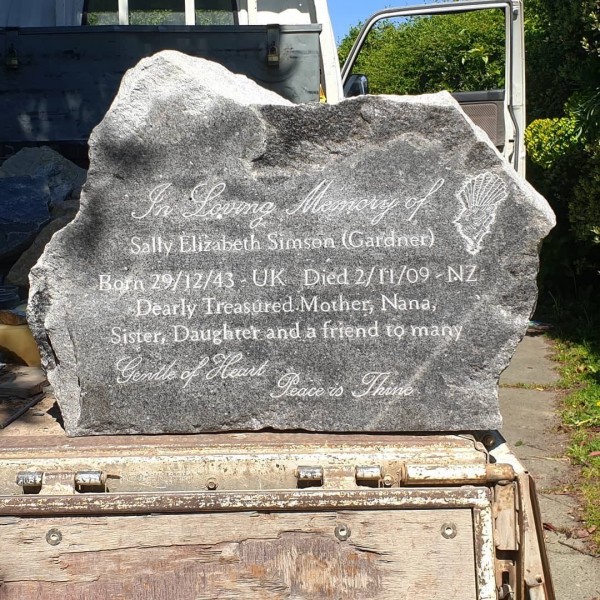 In Loving Memory of
Sally Elizabeth Simson (Gardner)
Born 29/12/43 - UK Died 2/11/09 - NZ
Dearly Treasured Mother, Nana,
Sister, Daughter and a friend to many
Gentle of Heart
Peace is Thine